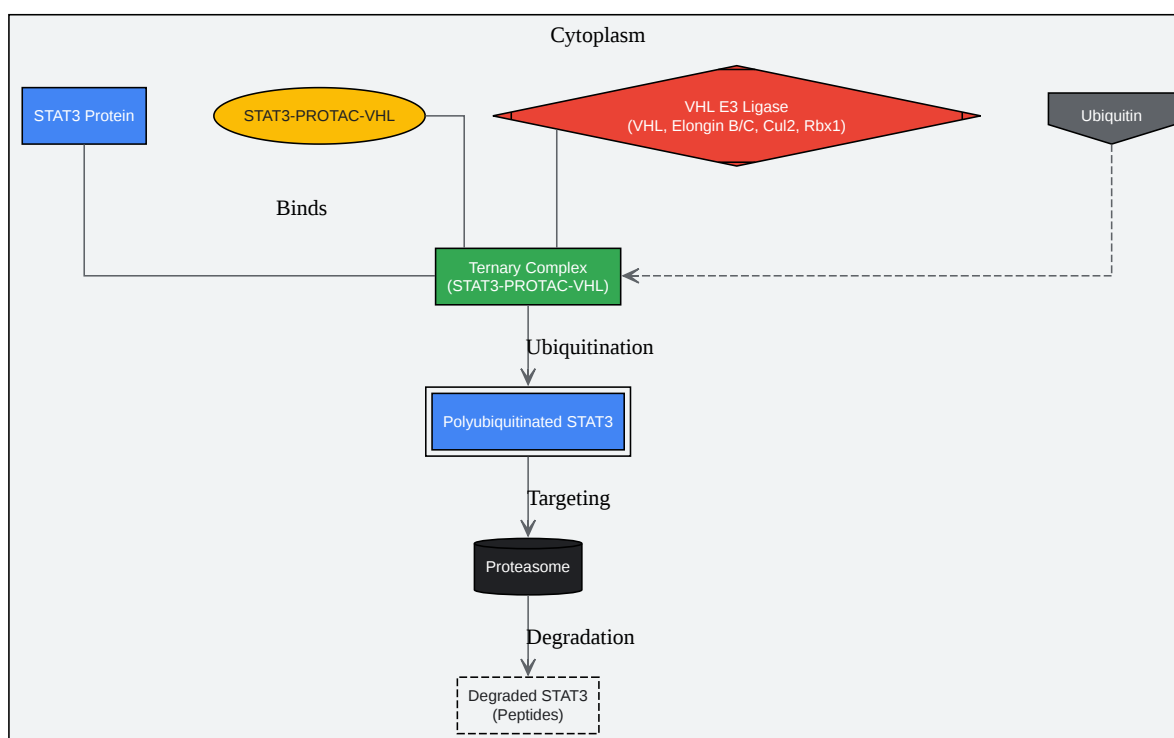 Cytoplasm
STAT3 Protein
STAT3-PROTAC-VHL
VHL E3 Ligase
(VHL, Elongin B/C, Cul2, Rbx1)
Ubiquitin
Binds
Ternary Complex
(STAT3-PROTAC-VHL)
Ubiquitination
Polyubiquitinated STAT3
Targeting
Proteasome
Degradation
Degraded STAT3
(Peptides)